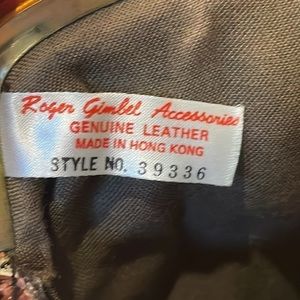 Roger Gimbel Accessories
GENUINE LEATHER
MADE IN HONG KONG
STYLE NO. 39336